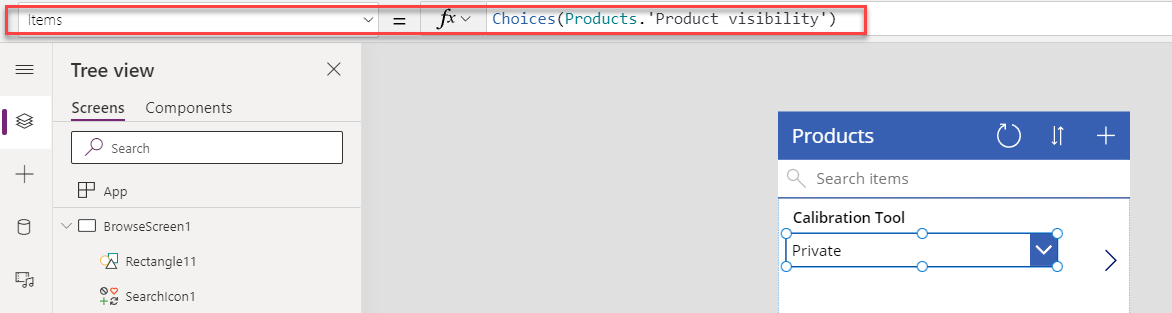 Items = fx Choices(Products.'Product visibility')
Tree view
Screens Components
Search
App
BrowseScreen1
Rectangle11
SearchIcon1
Products
Search items
Calibration Tool
Private